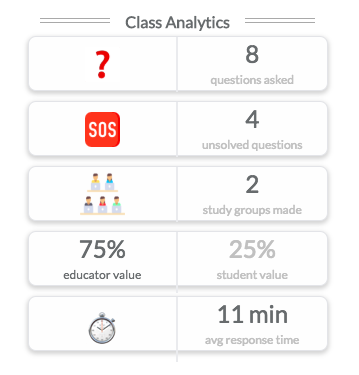 Class Analytics
8
questions asked
SOS
4
unsolved questions
2
study groups made
75% 25%
educator value student value
11 min
avg response time